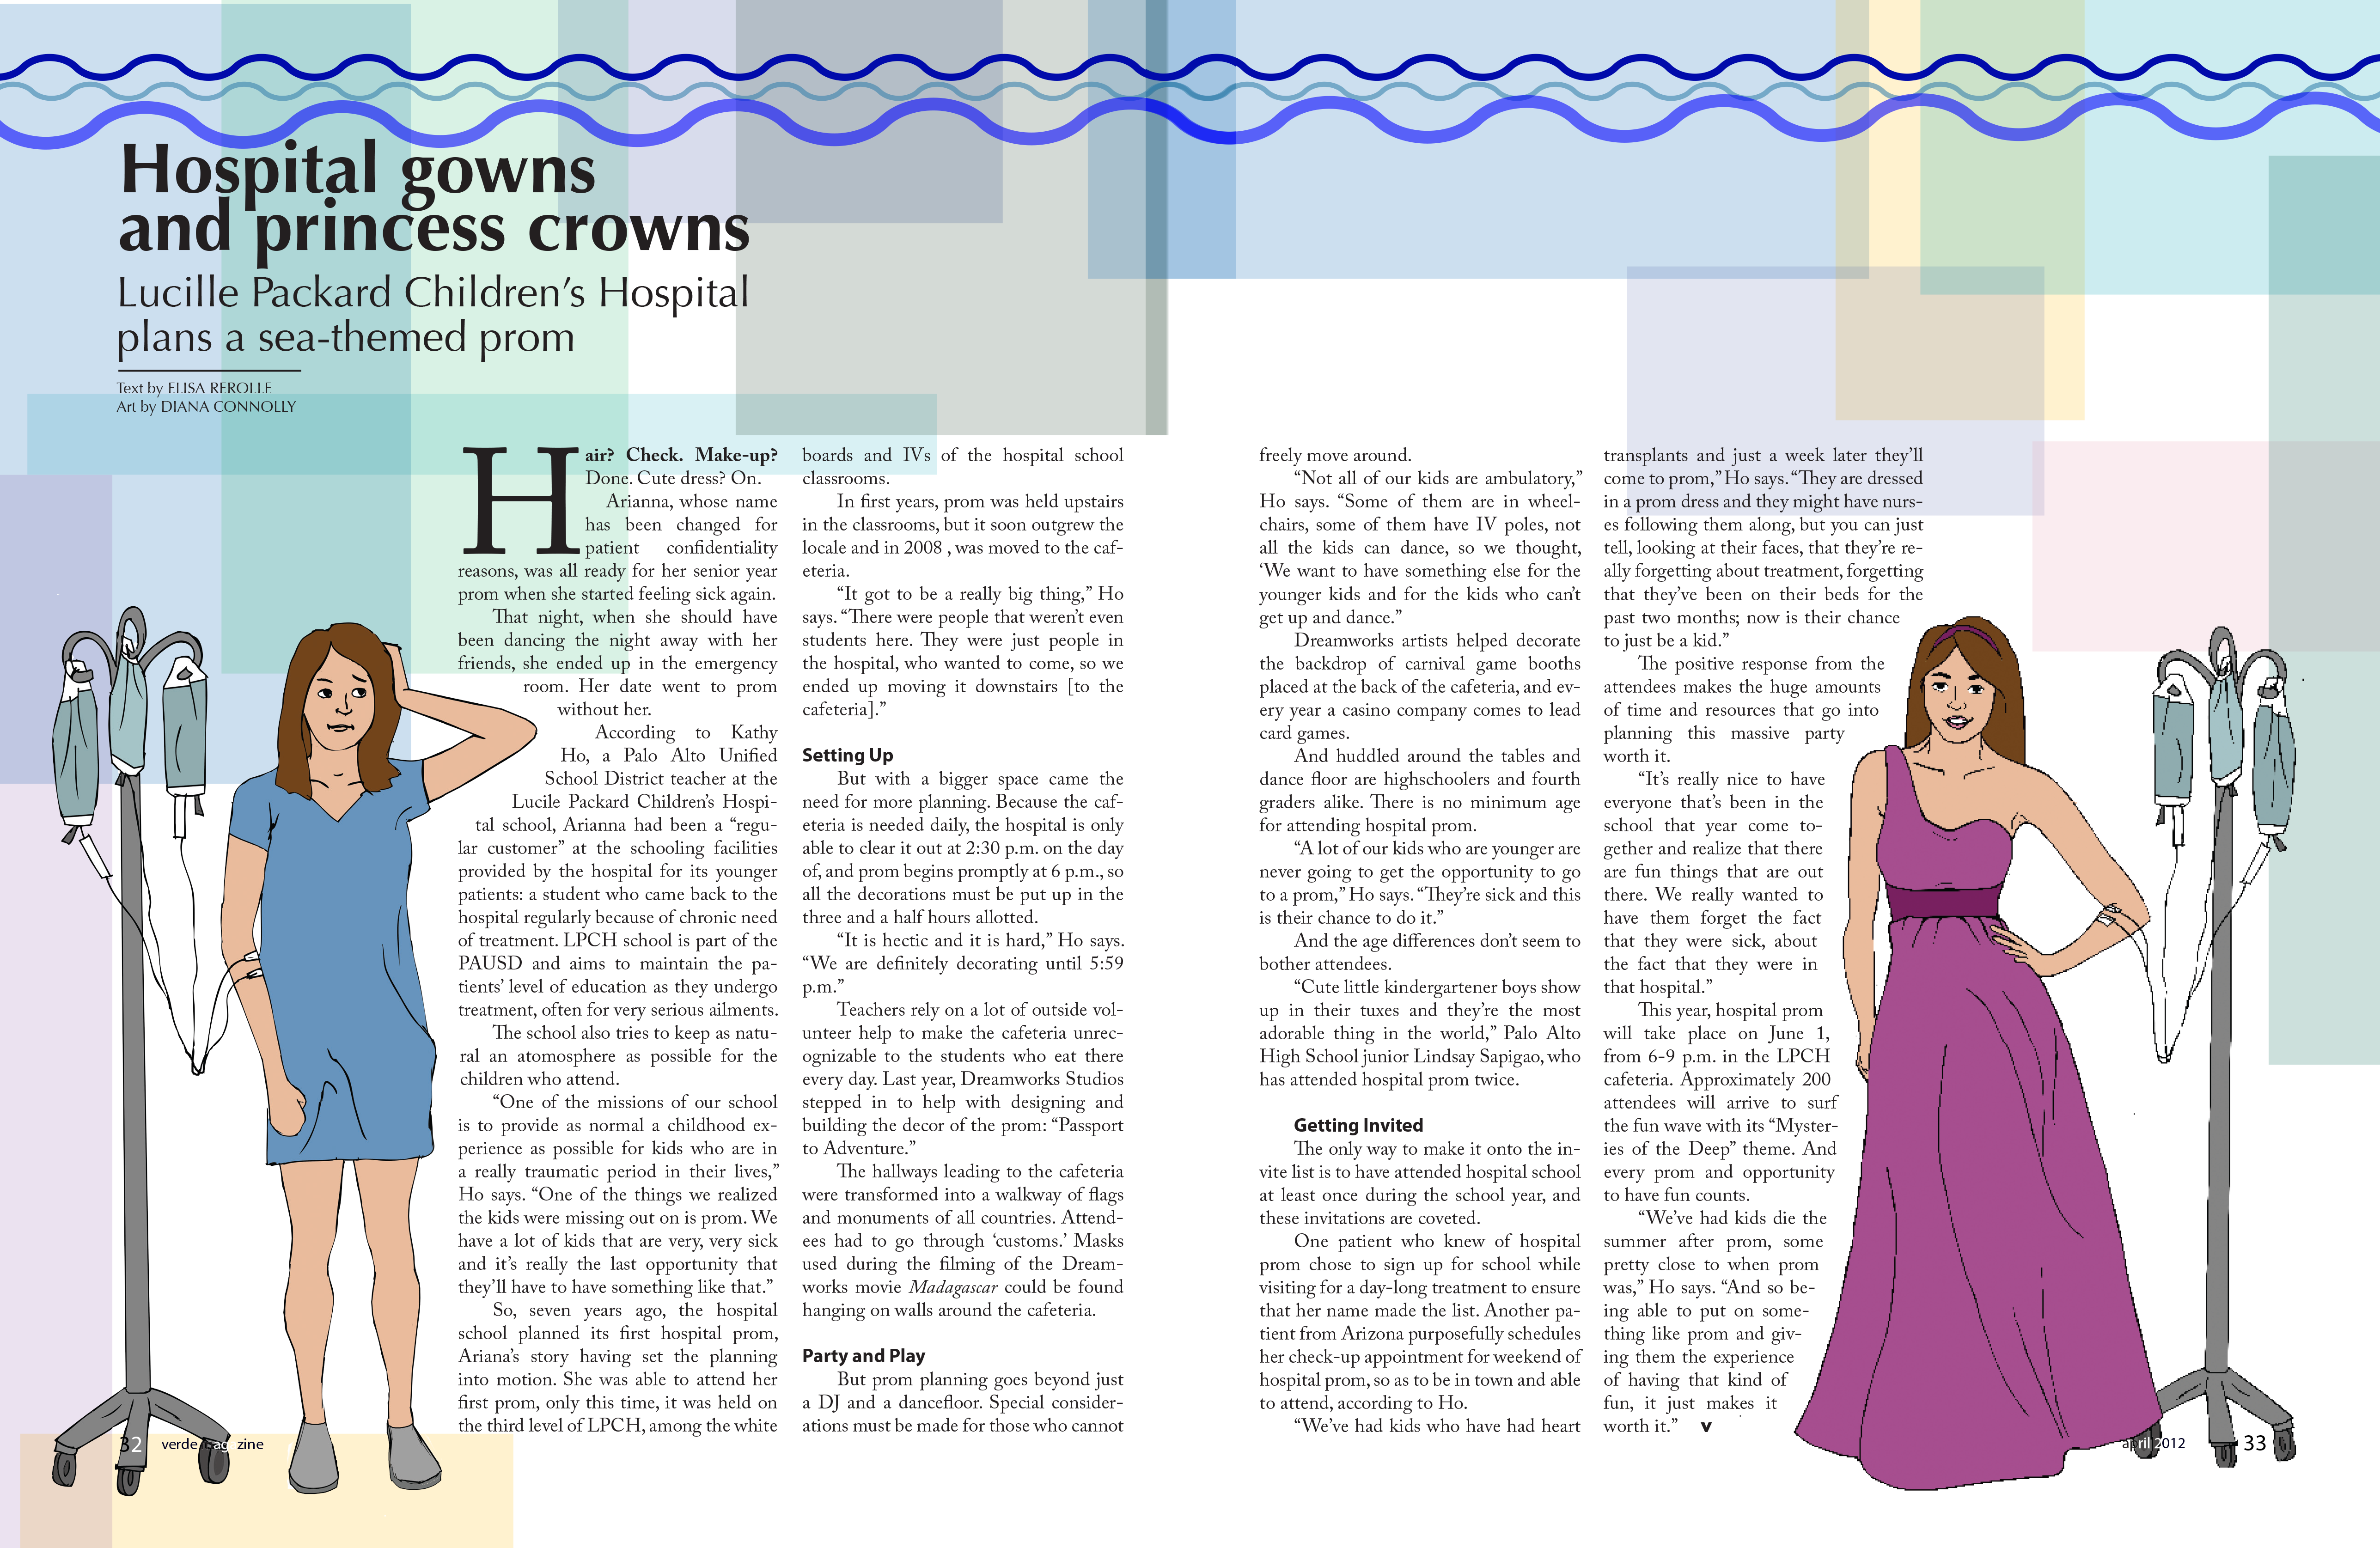 Hospital gowns
and princess crowns
Lucille Packard Children’s Hospital
plans a sea-themed prom
Text by ELISA REROLLE
Art by DIANA CONNOLLY
Hair? Check. Make-up?
Done. Cute dress? On.
Arianna, whose name
has been changed for
patient confidentiality
reasons, was all ready for her senior year
prom when she started feeling sick again.
That night, when she should have
been dancing the night away with her
friends, she ended up in the emergency
room. Her date went to prom
without her.
According to Kathy
Ho, a Palo Alto Unified
School District teacher at the
Lucile Packard Children’s Hospi-
tal school, Arianna had been a “regu-
lar customer” at the schooling facilities
provided by the hospital for its younger
patients: a student who came back to the
hospital regularly because of chronic need
of treatment. LPCH school is part of the
PAUSD and aims to maintain the pa-
tients’ level of education as they undergo
treatment, often for very serious ailments.
The school also tries to keep as natu-
ral an atomosphere as possible for the
children who attend.
“One of the missions of our school
is to provide as normal a childhood ex-
perience as possible for kids who are in
a really traumatic period in their lives,”
Ho says. “One of the things we realized
the kids were missing out on is prom. We
have a lot of kids that are very, very sick
and it’s really the last opportunity that
they’ll have to have something like that.”
So, seven years ago, the hospital
school planned its first hospital prom,
Ariana’s story having set the planning
into motion. She was able to attend her
first prom, only this time, it was held on
the third level of LPCH, among the white
boards and IVs of the hospital school
classrooms.
In first years, prom was held upstairs
in the classrooms, but it soon outgrew the
locale and in 2008 , was moved to the caf-
eteria.
“It got to be a really big thing,” Ho
says. “There were people that weren’t even
students here. They were just people in
the hospital, who wanted to come, so we
ended up moving it downstairs [to the
cafeteria].”
Setting Up
But with a bigger space came the
need for more planning. Because the caf-
eteria is needed daily, the hospital is only
able to clear it out at 2:30 p.m. on the day
of, and prom begins promptly at 6 p.m., so
all the decorations must be put up in the
three and a half hours allotted.
“It is hectic and it is hard,” Ho says.
“We are definitely decorating until 5:59
p.m.”
Teachers rely on a lot of outside vol-
unteer help to make the cafeteria unrec-
ognizable to the students who eat there
every day. Last year, Dreamworks Studios
stepped in to help with designing and
building the decor of the prom: “Passport
to Adventure.”
The hallways leading to the cafeteria
were transformed into a walkway of flags
and monuments of all countries. Attend-
ees had to go through ‘customs.’ Masks
used during the filming of the Dream-
works movie Madagascar could be found
hanging on walls around the cafeteria.
Party and Play
But prom planning goes beyond just
a DJ and a dancefloor. Special consider-
ations must be made for those who cannot
freely move around.
“Not all of our kids are ambulatory,”
Ho says. “Some of them are in wheel-
chairs, some of them have IV poles, not
all the kids can dance, so we thought,
‘We want to have something else for the
younger kids and for the kids who can’t
get up and dance.”
Dreamworks artists helped decorate
the backdrop of carnival game booths
placed at the back of the cafeteria, and ev-
ery year a casino company comes to lead
card games.
And huddled around the tables and
dance floor are highschoolers and fourth
graders alike. There is no minimum age
for attending hospital prom.
“A lot of our kids who are younger are
never going to get the opportunity to go
to a prom,” Ho says. “They’re sick and this
is their chance to do it.”
And the age differences don’t seem to
bother attendees.
“Cute little kindergartener boys show
up in their tuxes and they’re the most
adorable thing in the world,” Palo Alto
High School junior Lindsay Sapigao, who
has attended hospital prom twice.
Getting Invited
The only way to make it onto the in-
vite list is to have attended hospital school
at least once during the school year, and
these invitations are coveted.
One patient who knew of hospital
prom chose to sign up for school while
visiting for a day-long treatment to ensure
that her name made the list. Another pa-
tient from Arizona purposefully schedules
her check-up appointment for weekend of
hospital prom, so as to be in town and able
to attend, according to Ho.
“We’ve had kids who have had heart
transplants and just a week later they’ll
come to prom,” Ho says. “They are dressed
in a prom dress and they might have nurs-
es following them along, but you can just
tell, looking at their faces, that they’re re-
ally forgetting about treatment, forgetting
that they’ve been on their beds for the
past two months; now is their chance
to just be a kid.”
The positive response from the
attendees makes the huge amounts
of time and resources that go into
planning this massive party
worth it.
“It’s really nice to have
everyone that’s been in the
school that year come to-
gether and realize that there
are fun things that are out
there. We really wanted to
have them forget the fact
that they were sick, about
the fact that they were in
that hospital.”
This year, hospital prom
will take place on June 1,
from 6-9 p.m. in the LPCH
cafeteria. Approximately 200
attendees will arrive to surf
the fun wave with its “Myster-
ies of the Deep” theme. And
every prom and opportunity
to have fun counts.
“We’ve had kids die the
summer after prom, some
pretty close to when prom
was,” Ho says. “And so be-
ing able to put on some-
thing like prom and giv-
ing them the experience
of having that kind of
fun, it just makes it
worth it.” v
32 verde magazine
april 2012 33